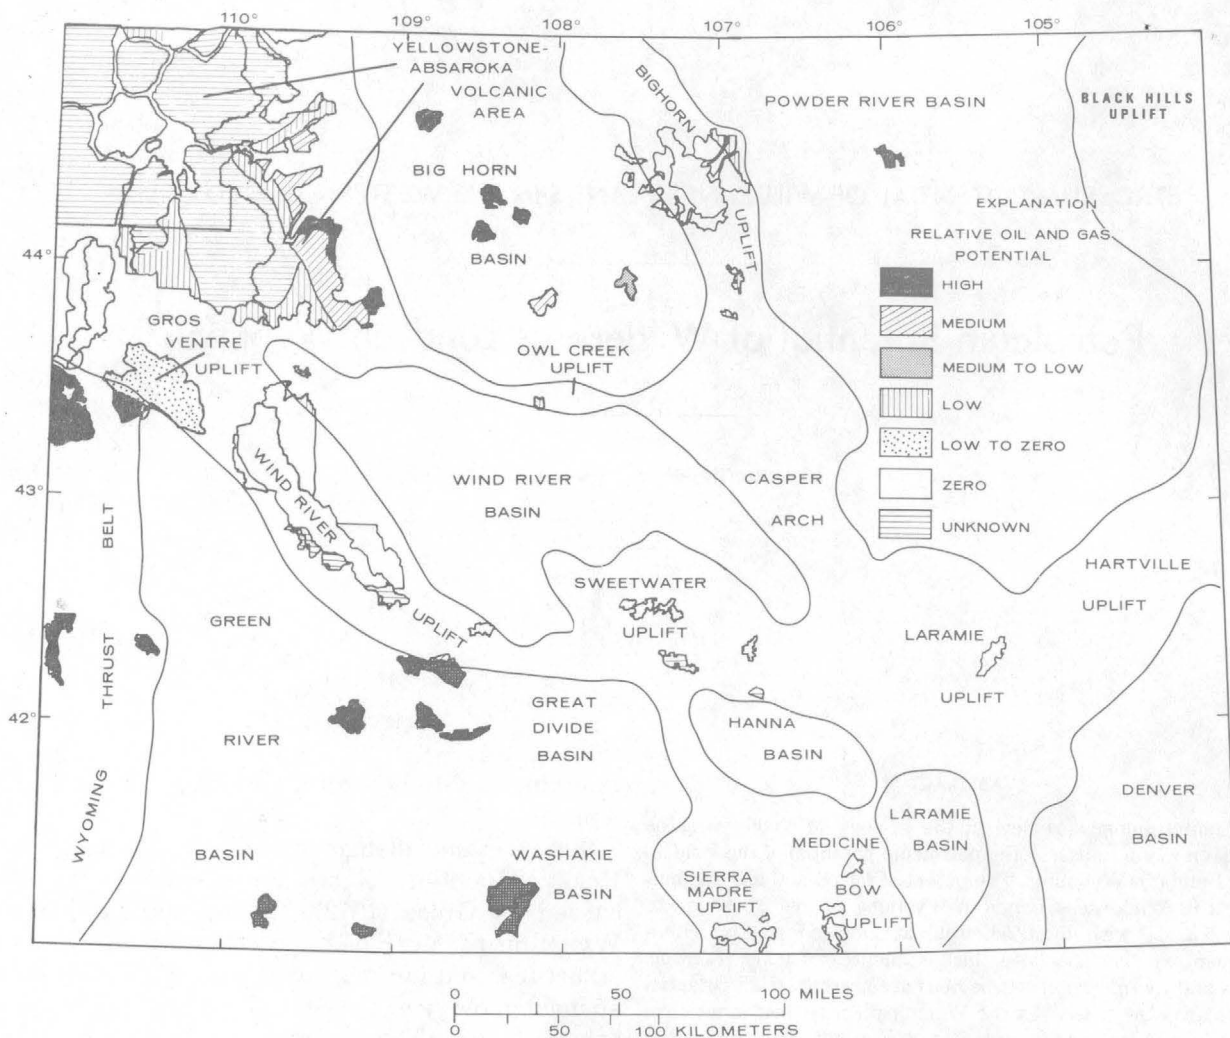 110° 109° 108° 107° 106° 105°
YELLOWSTONE-
ABSAROKA
VOLCANIC
AREA
BIGHORN
UPLIFT
POWDER RIVER BASIN
BLACK HILLS
UPLIFT
BIG HORN
BASIN
44°
EXPLANATION
RELATIVE OIL AND GAS
POTENTIAL
HIGH
MEDIUM
MEDIUM TO LOW
LOW
LOW TO ZERO
ZERO
UNKNOWN
GROS
VENTRE
UPLIFT
OWL CREEK
UPLIFT
43°
WIND RIVER
UPLIFT
WIND RIVER
BASIN
CASPER
ARCH
HARTVILLE
UPLIFT
SWEETWATER
UPLIFT
WYOMING THRUST BELT
GREEN
RIVER
BASIN
LARAMIE
UPLIFT
42°
GREAT
DIVIDE
BASIN
HANNA
BASIN
DENVER
BASIN
LARAMIE
BASIN
WASHAKIE
BASIN
SIERRA
MADRE
UPLIFT
MEDICINE
BOW
UPLIFT
0 50 100 MILES
0 50 100 KILOMETERS